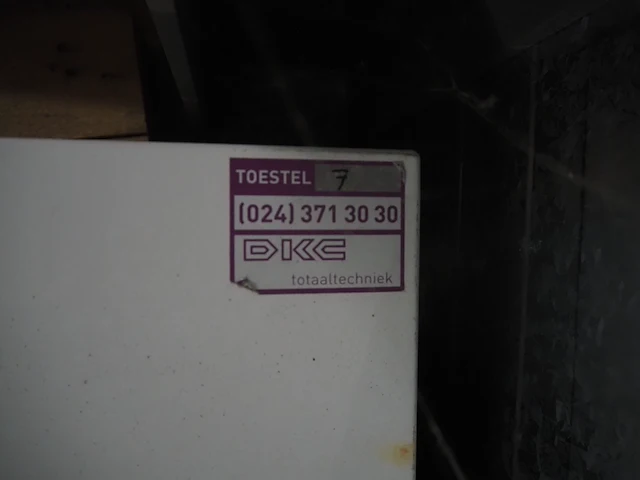 TOESTEL 7
(024) 371 30 30
DKC
totaaltechniek